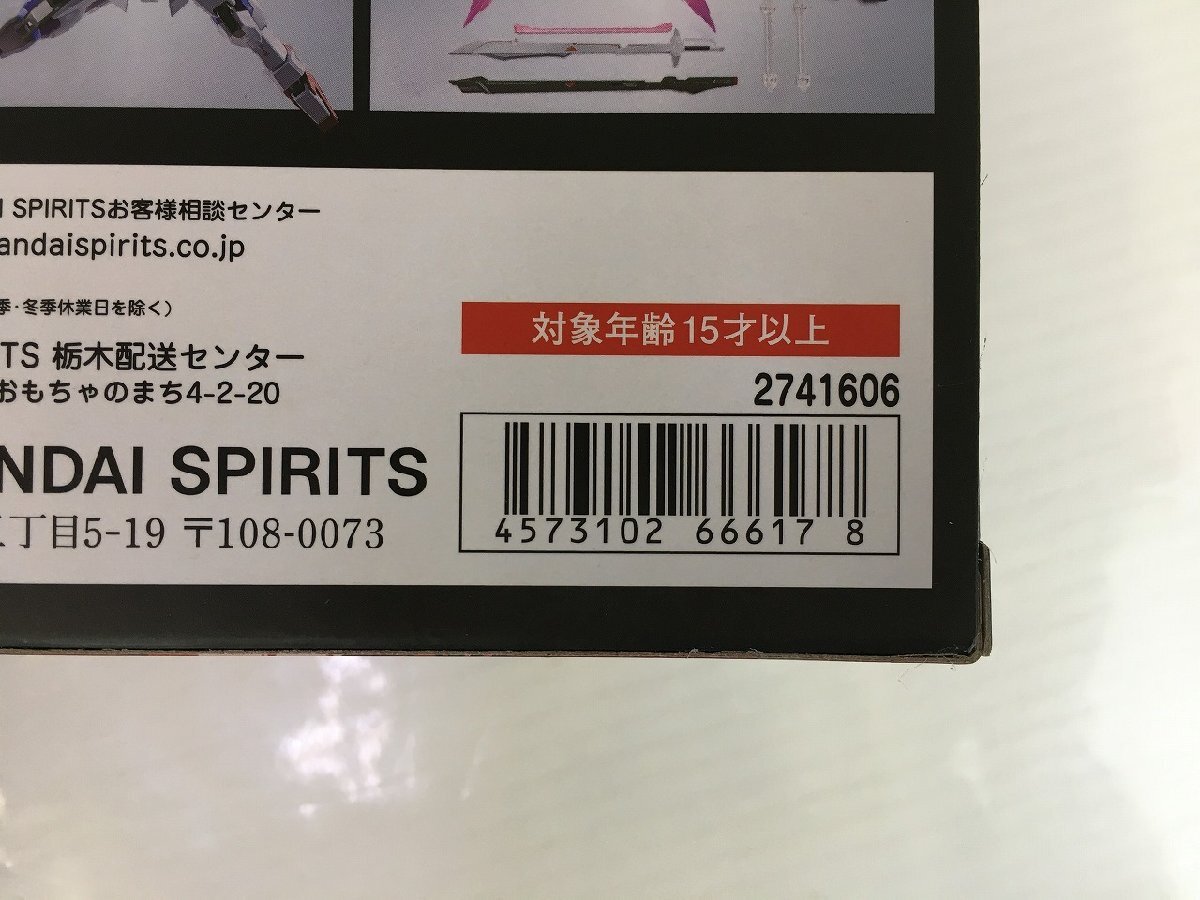 I SPIRITSお客様相談センター
andaispirits.co.jp
季・冬季休業日を除く）
TS 栃木配送センター
おもちゃのまち4-2-20
NDAI SPIRITS
丁目5-19 〒108-0073
対象年齢15才以上
2741606
4573102 66617 8